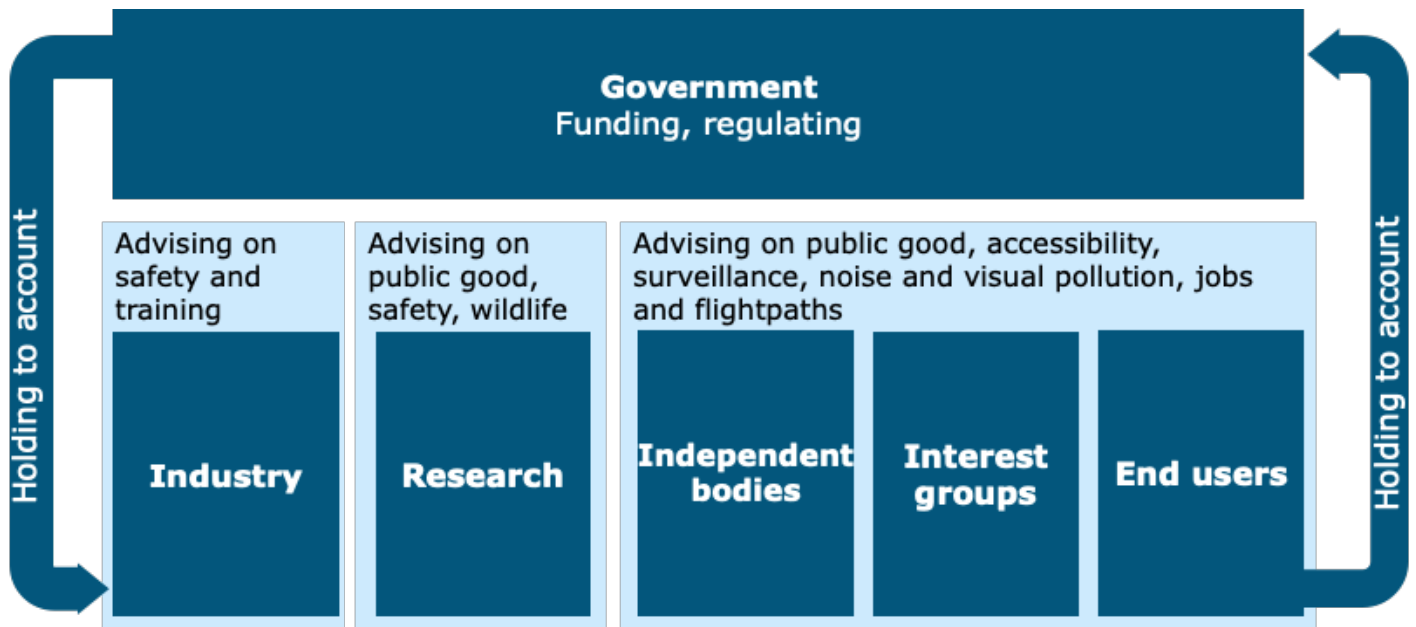 Government
Funding, regulating
Holding to account
Advising on
safety and
training
Industry
Advising on
public good,
safety, wildlife
Research
Advising on public good, accessibility,
surveillance, noise and visual pollution, jobs
and flightpaths
Independent
bodies
Interest
groups
End users
Holding to account